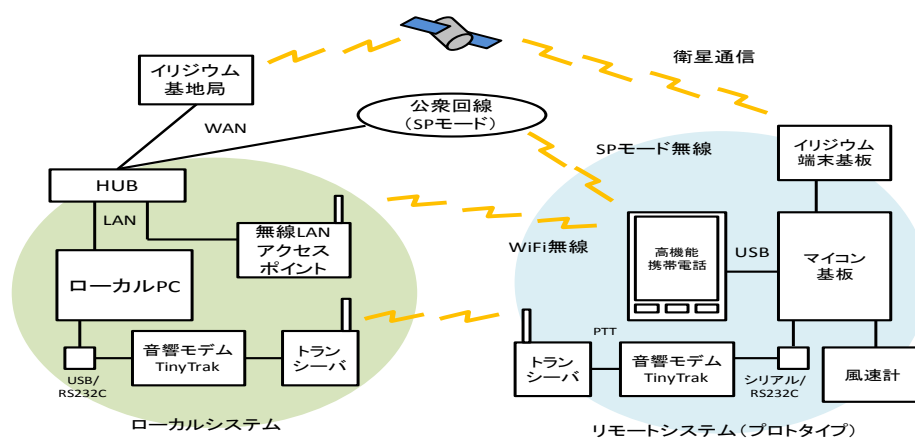 衛星通信
イリジウム
基地局
公衆回線
(SPモード)
WAN
SPモード無線
イリジウム
端末基板
HUB
LAN
無線LAN
アクセス
ポイント
WiFi無線
高機能
携帯電話
USB
マイコン
基板
ローカルPC
音響モデム
TinyTrak
トラン
シーバ
USB/
RS232C
トラン
シーバ
PTT
音響モデム
TinyTrak
シリアル/
RS232C
風速計
ローカルシステム
リモートシステム(プロトタイプ)